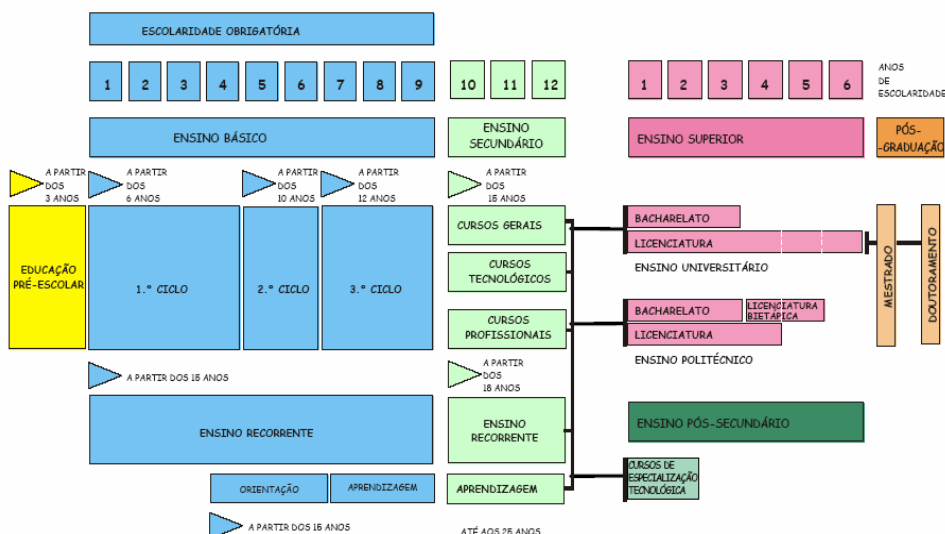 ESCOLARIDADE OBRIGATÓRIA
1 2 3 4 5 6 7 8 9 10 11 12 1 2 3 4 5 6
ANOS
DE
ESCOLARIDADE
ENSINO BÁSICO
ENSINO
SECUNDÁRIO
ENSINO SUPERIOR
PÓS-
-GRADUAÇÃO
A PARTIR
DOS
3 ANOS
A PARTIR
DOS
6 ANOS
A PARTIR
DOS
10 ANOS
A PARTIR
DOS
12 ANOS
A PARTIR
DOS
15 ANOS
EDUCAÇÃO
PRÉ-ESCOLAR
1.º CICLO
2.º CICLO
3.º CICLO
CURSOS GERAIS
CURSOS
TECNOLÓGICOS
CURSOS
PROFISSIONAIS
BACHARELATO
LICENCIATURA
ENSINO UNIVERSITÁRIO
BACHARELATO
LICENCIATURA
BIETÁPICA
LICENCIATURA
ENSINO POLITÉCNICO
MESTRADO
DOUTORAMENTO
A PARTIR DOS 15 ANOS
A PARTIR
DOS
18 ANOS
ENSINO RECORRENTE
ENSINO
RECORRENTE
ENSINO PÓS-SECUNDÁRIO
CURSOS DE
ESPECIALIZAÇÃO
TECNOLÓGICA
ORIENTAÇÃO
APRENDIZAGEM
APRENDIZAGEM
A PARTIR DOS 15 ANOS
ATÉ AOS 25 ANOS